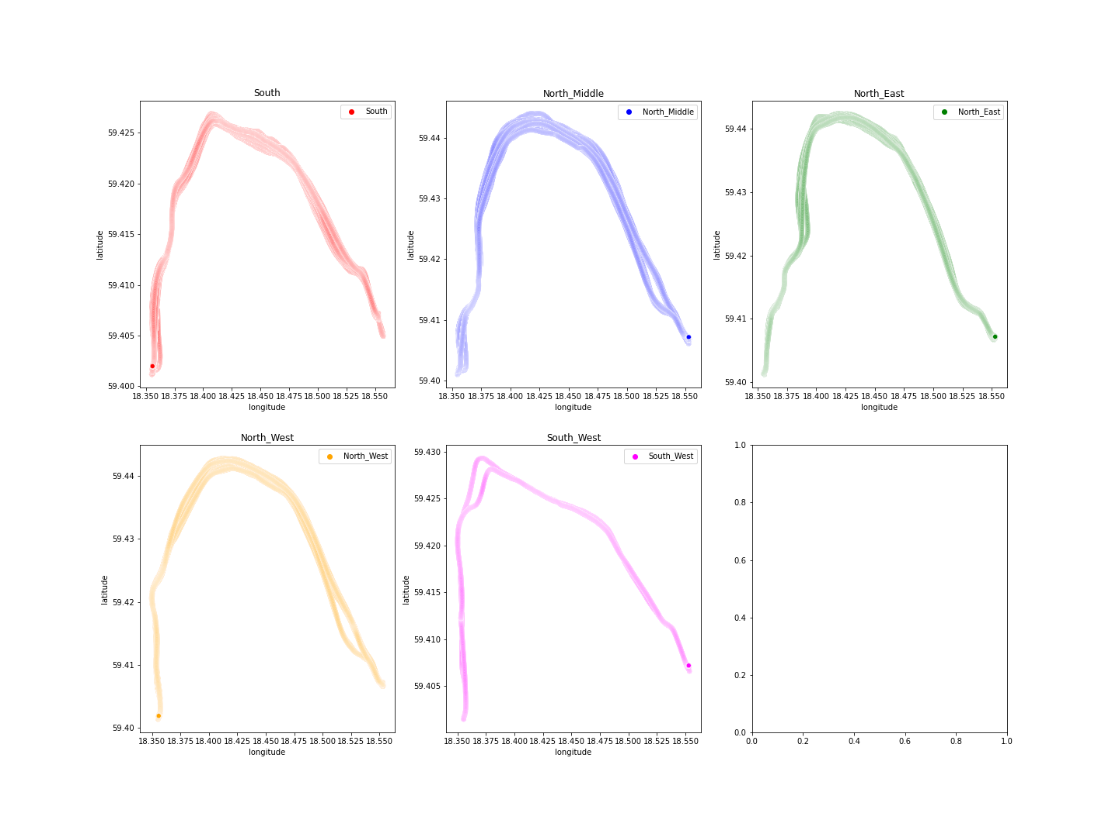 South North_Middle North_East
South North_Middle North_East
59.425 59.44 59.44
59.420 59.43 59.43
59.415 59.42 59.42
59.410 59.41 59.41
59.405 59.40 59.40
59.400
latitude latitude latitude
18.350 18.375 18.400 18.425 18.450 18.475 18.500 18.525 18.550
18.350 18.375 18.400 18.425 18.450 18.475 18.500 18.525 18.550
18.350 18.375 18.400 18.425 18.450 18.475 18.500 18.525 18.550
longitude longitude longitude
North_West South_West
North_West South_West
59.44 59.430 1.0
59.43 59.425 0.8
59.42 59.420 0.6
59.41 59.415 0.4
59.40 59.410 0.2
59.405 0.0
latitude latitude
18.350 18.375 18.400 18.425 18.450 18.475 18.500 18.525 18.550
18.350 18.375 18.400 18.425 18.450 18.475 18.500 18.525 18.550
0.0 0.2 0.4 0.6 0.8 1.0
longitude longitude